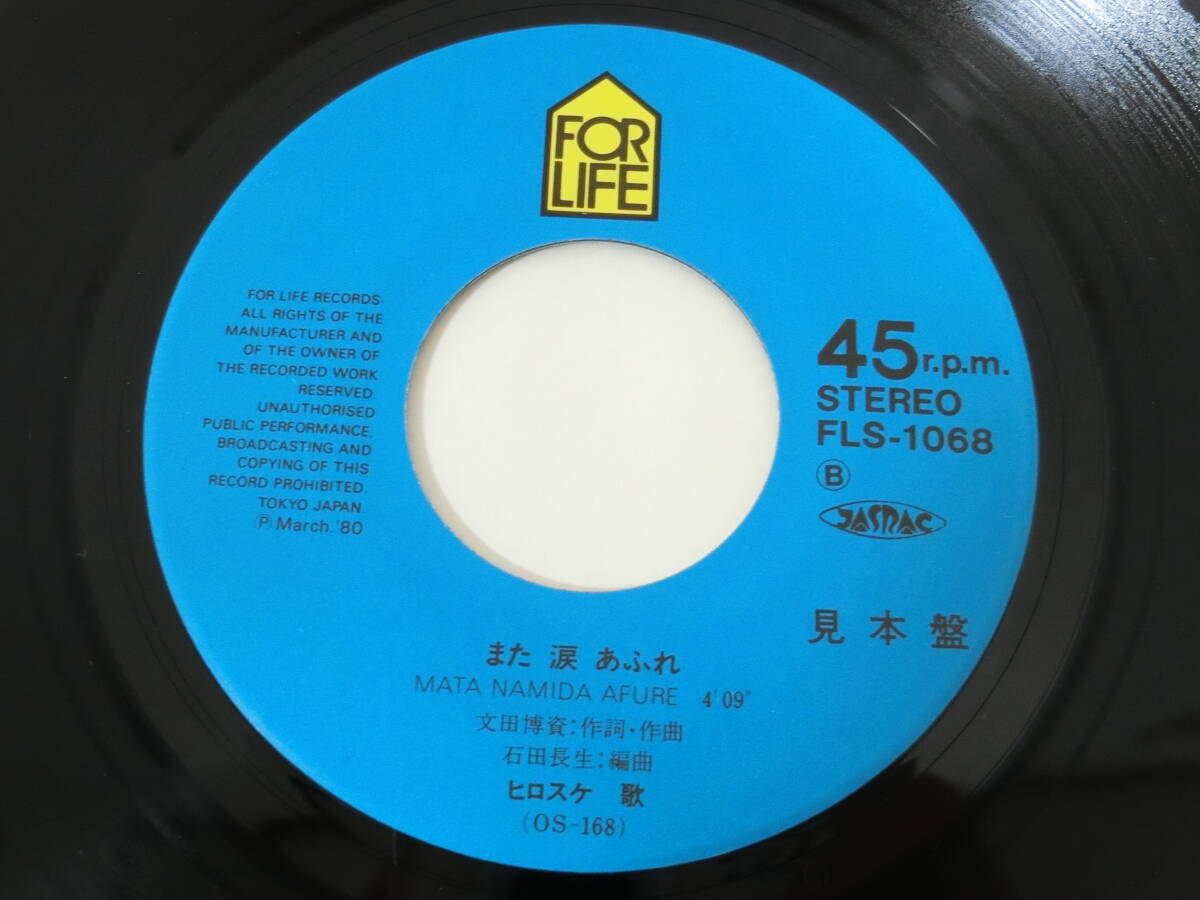 FOR
LIFE
FOR LIFE RECORDS-
ALL RIGHTS OF THE
MANUFACTURER AND
OF THE OWNER OF
THE RECORDED WORK
RESERVED.
UNAUTHORISED
PUBLIC PERFORMANCE,
BROADCASTING AND
COPYING OF THIS
RECORD PROHIBITED.
TOKYO JAPAN
Ⓟ March.'80
45 r.p.m.
STEREO
FLS-1068
Ⓑ
JASRAC
見本盤
また 涙 あふれ
MATA NAMIDA AFURE 4'09"
文田博資:作詞・作曲
石田長生:編曲
ヒロスケ 歌
(OS-168)